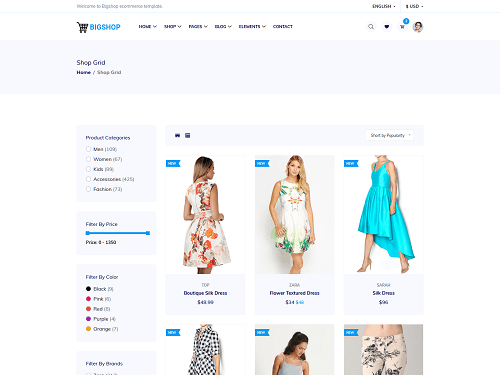 Welcome to Bigshop ecommerce template.
ENGLISH
$ USD
BIGSHOP
HOME
SHOP
PAGES
BLOG
ELEMENTS
CONTACT
Shop Grid
Home / Shop Grid
Product Categories
Men (109)
Women (67)
Kids (89)
Accessories (425)
Fashion (73)
Short by Popularity
Filter By Price
Price: 0 - 1350
Filter By Color
Black (9)
Pink (6)
Red (8)
Purple (4)
Orange (7)
Filter By Brands
NEW
NEW
NEW
TOP
Boutique Silk Dress
$48.99
ZARA
Flower Textured Dress
$34 $48
SARAH
Silk Dress
$96
NEW
NEW